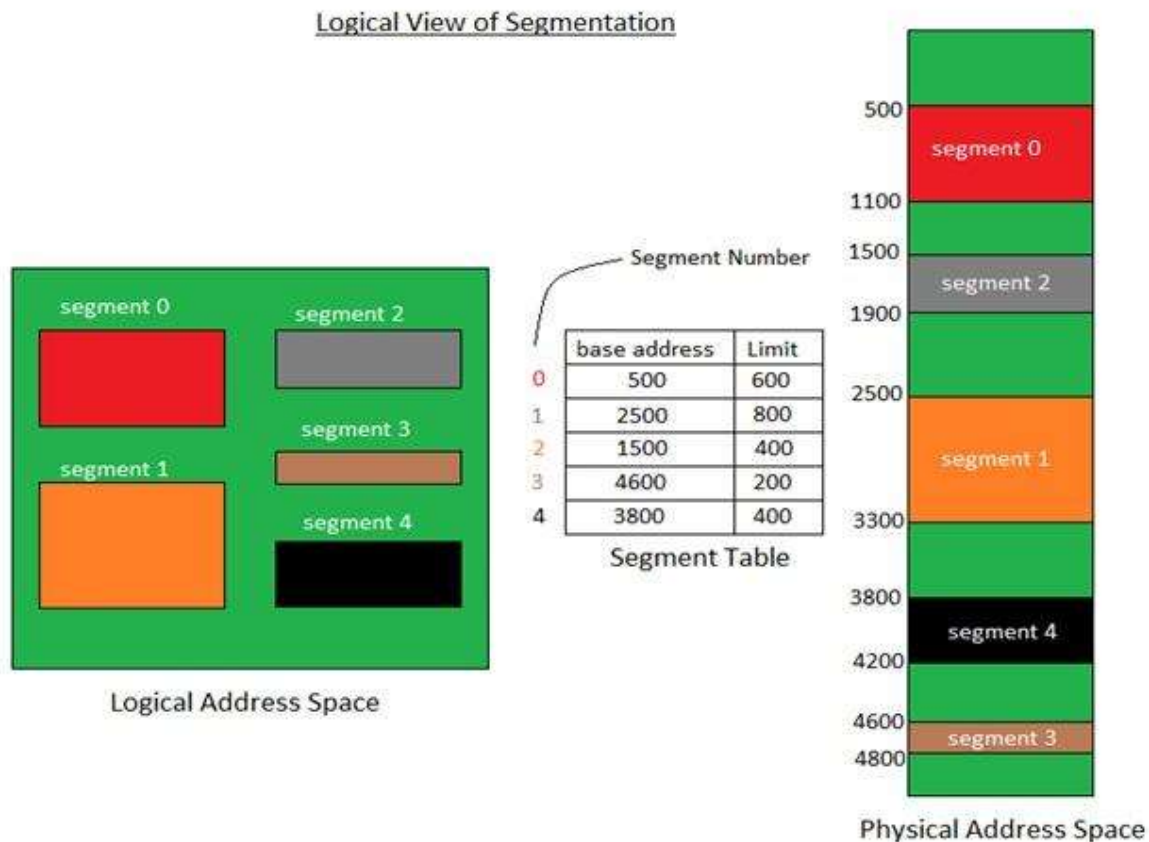 Logical View of Segmentation
segment 0
segment 2
segment 3
segment 1
segment 4
Logical Address Space
Segment Number
base address Limit
0 500 600
1 2500 800
2 1500 400
3 4600 200
4 3800 400
Segment Table
500
segment 0
1100
1500
segment 2
1900
2500
segment 1
3300
3800
segment 4
4200
4600
segment 3
4800
Physical Address Space